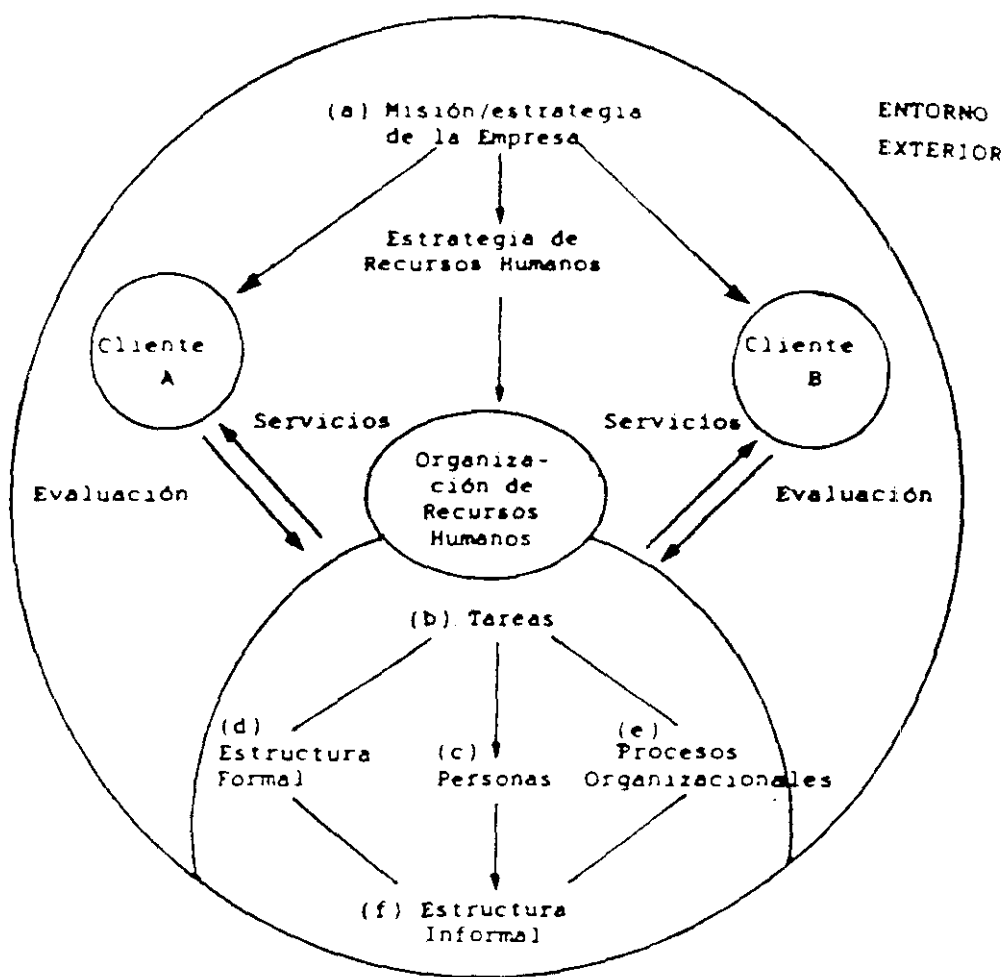 (a) Misión/estrategia
de la Empresa
ENTORNO
EXTERIOR
Estrategia de
Recursos Humanos
Cliente
A
Cliente
B
Servicios
Servicios
Evaluación
Evaluación
Organiza-
ción de
Recursos
Humanos
(b) Tareas
(d)
Estructura
Formal
(c)
Personas
(e)
Procesos
Organizacionales
(f) Estructura
Informal